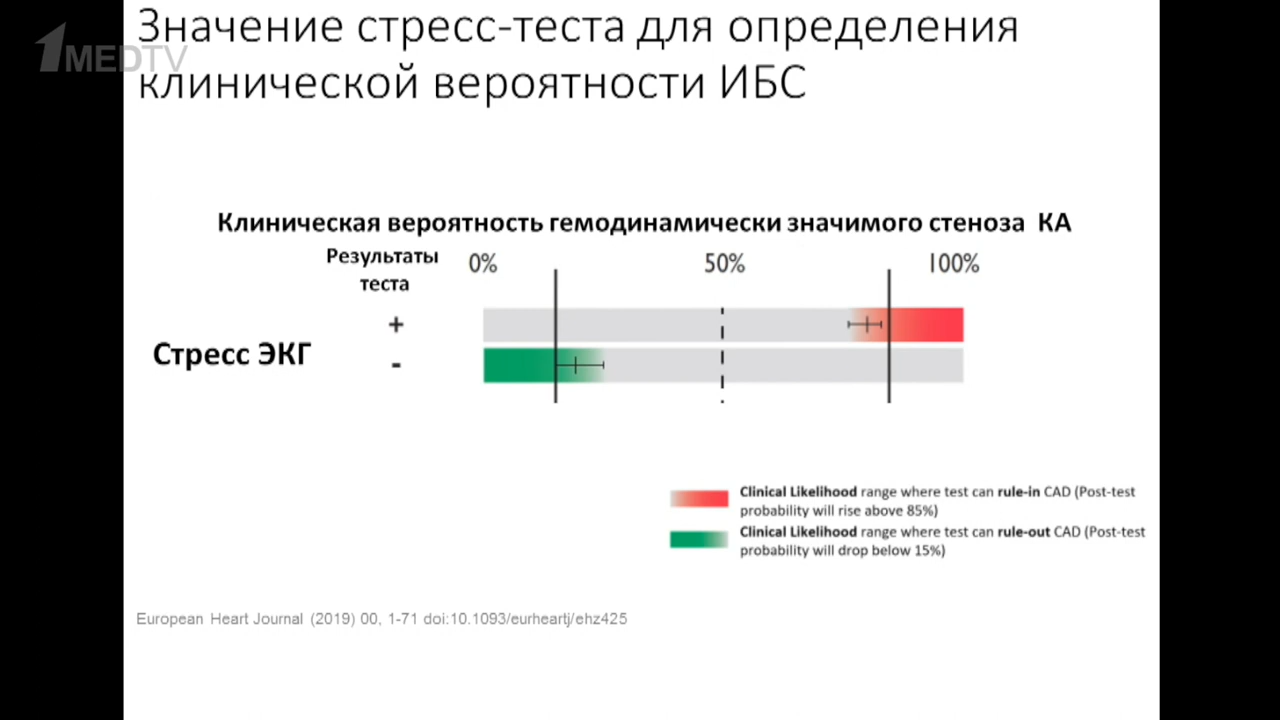 1MEDTV
Значение стресс-теста для определения
клинической вероятности ИБС
Клиническая вероятность гемодинамически значимого стеноза КА
Результаты
теста
0%
50%
100%
+
Стресс ЭКГ
-
Clinical Likelihood range where test can rule-in CAD (Post-test
probability will rise above 85%)
Clinical Likelihood range where test can rule-out CAD (Post-test
probability will drop below 15%)
European Heart Journal (2019) 00, 1-71 doi:10.1093/eurheartj/ehz425